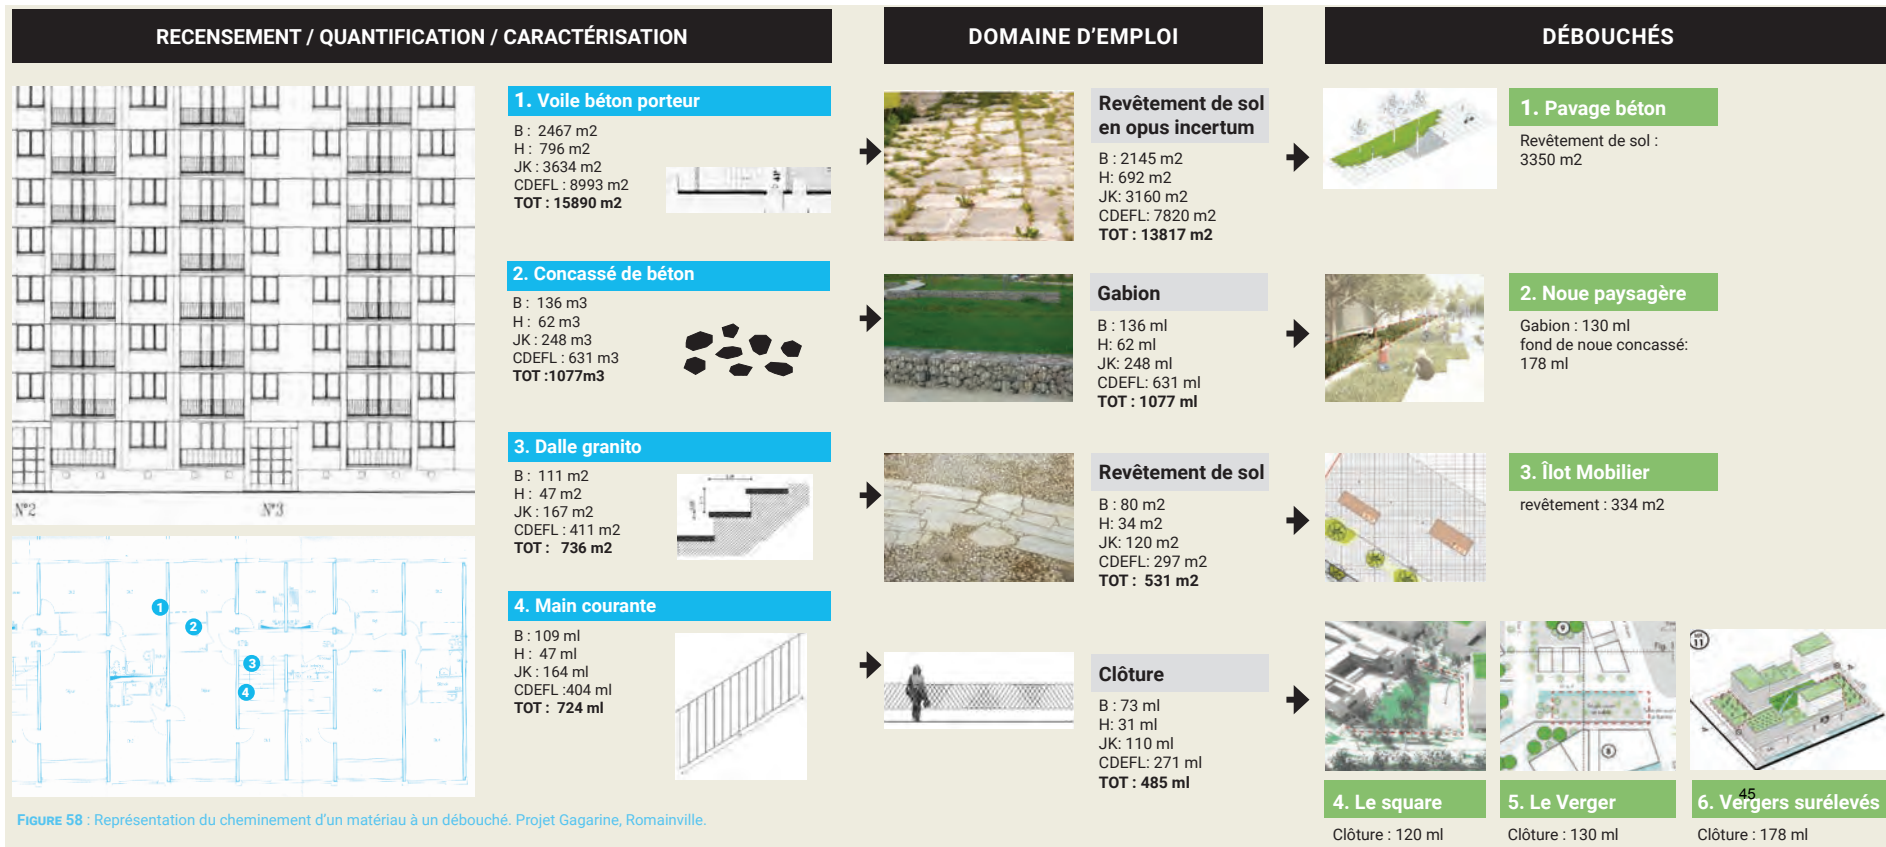 RECENSEMENT / QUANTIFICATION / CARACTÉRISATION
DOMAINE D'EMPLOI
DÉBOUCHÉS
N°2
N°3
1
2
3
4
1. Voile béton porteur
B : 2467 m2
H : 796 m2
JK : 3634 m2
CDEFL : 8993 m2
TOT : 15890 m2
2. Concassé de béton
B : 136 m3
H : 62 m3
JK : 248 m3
CDEFL : 631 m3
TOT :1077m3
3. Dalle granito
B : 111 m2
H : 47 m2
JK : 167 m2
CDEFL : 411 m2
TOT : 736 m2
4. Main courante
B : 109 ml
H : 47 ml
JK : 164 ml
CDEFL :404 ml
TOT : 724 ml
Revêtement de sol
en opus incertum
B : 2145 m2
H: 692 m2
JK: 3160 m2
CDEFL: 7820 m2
TOT : 13817 m2
Gabion
B : 136 ml
H: 62 ml
JK: 248 ml
CDEFL: 631 ml
TOT : 1077 ml
Revêtement de sol
B : 80 m2
H: 34 m2
JK: 120 m2
CDEFL: 297 m2
TOT : 531 m2
Clôture
B : 73 ml
H: 31 ml
JK: 110 ml
CDEFL: 271 ml
TOT : 485 ml
1. Pavage béton
Revêtement de sol :
3350 m2
2. Noue paysagère
Gabion : 130 ml
fond de noue concassé:
178 ml
3. Îlot Mobilier
revêtement : 334 m2
11
4. Le square
Clôture : 120 ml
5. Le Verger
Clôture : 130 ml
6. Vergers surélevés
Clôture : 178 ml
45
FIGURE 58 : Représentation du cheminement d'un matériau à un débouché. Projet Gagarine, Romainville.